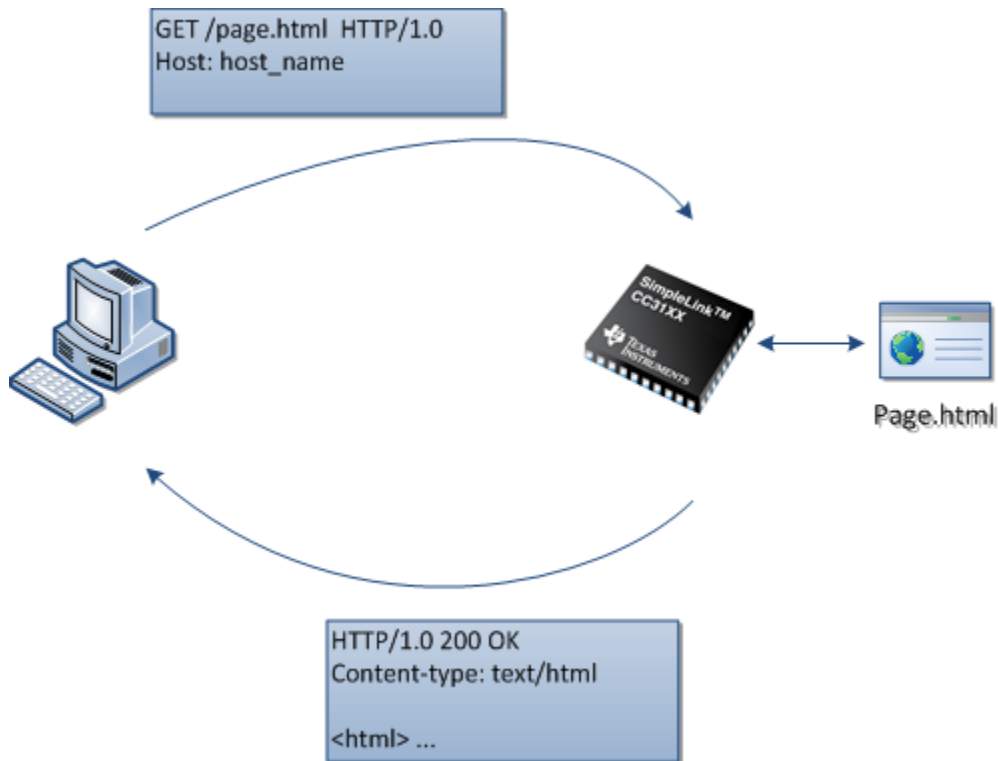 GET /page.html HTTP/1.0
Host: host_name
SimpleLink™
CC31XX
TEXAS
INSTRUMENTS
Page.html
HTTP/1.0 200 OK
Content-type: text/html
<html> ...